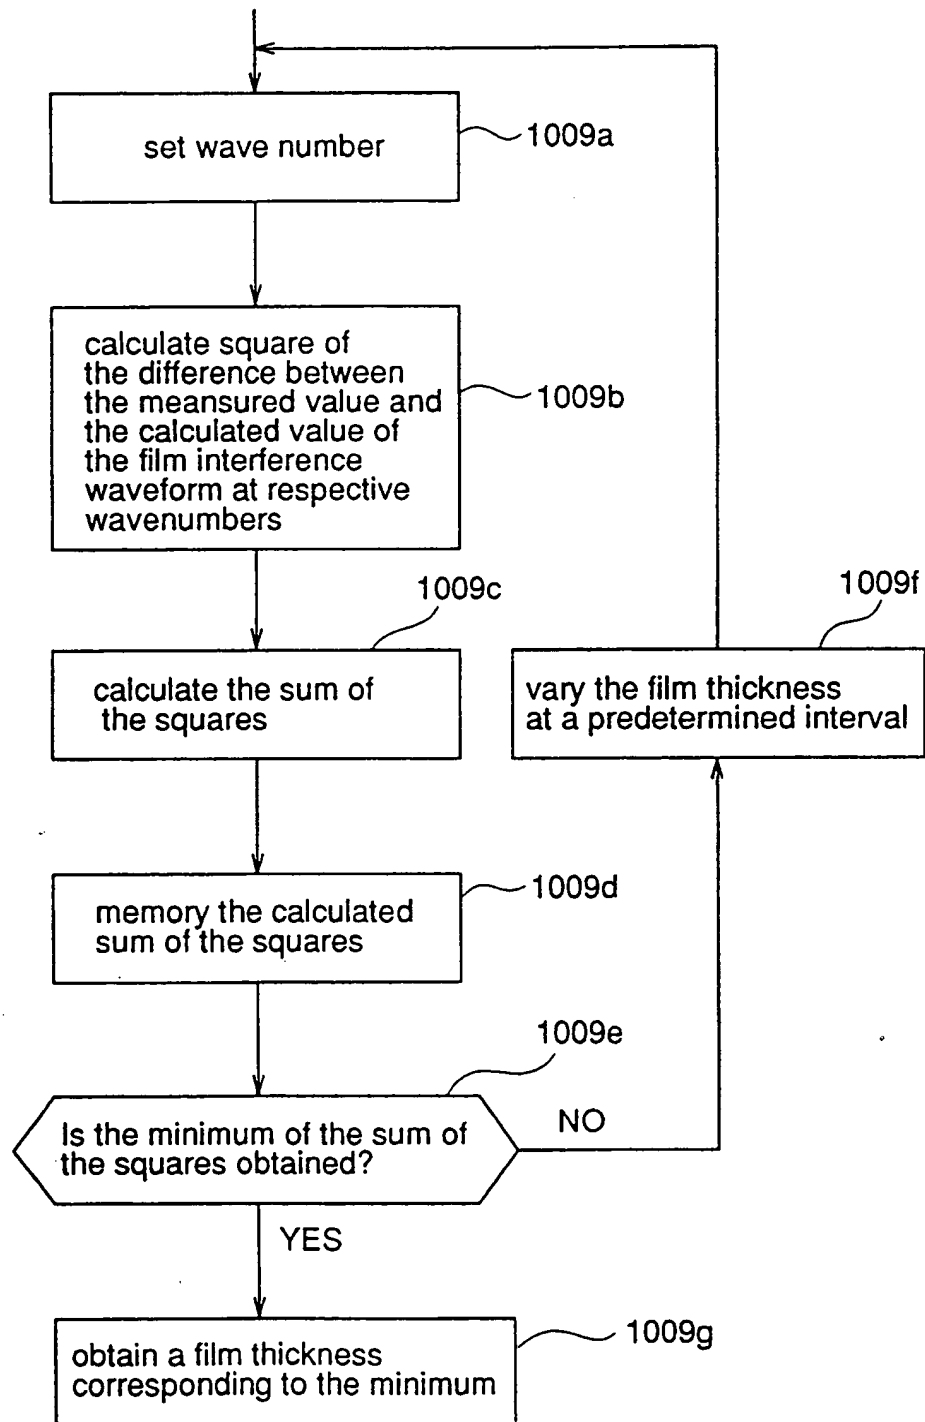 set wave number
1009a
calculate square of
the difference between
the meansured value and
the calculated value of
the film interference
waveform at respective
wavenumbers
1009b
1009c
calculate the sum of
the squares
1009f
vary the film thickness
at a predetermined interval
memory the calculated
sum of the squares
1009d
1009e
Is the minimum of the sum of
the squares obtained?
NO
YES
obtain a film thickness
corresponding to the minimum
1009g